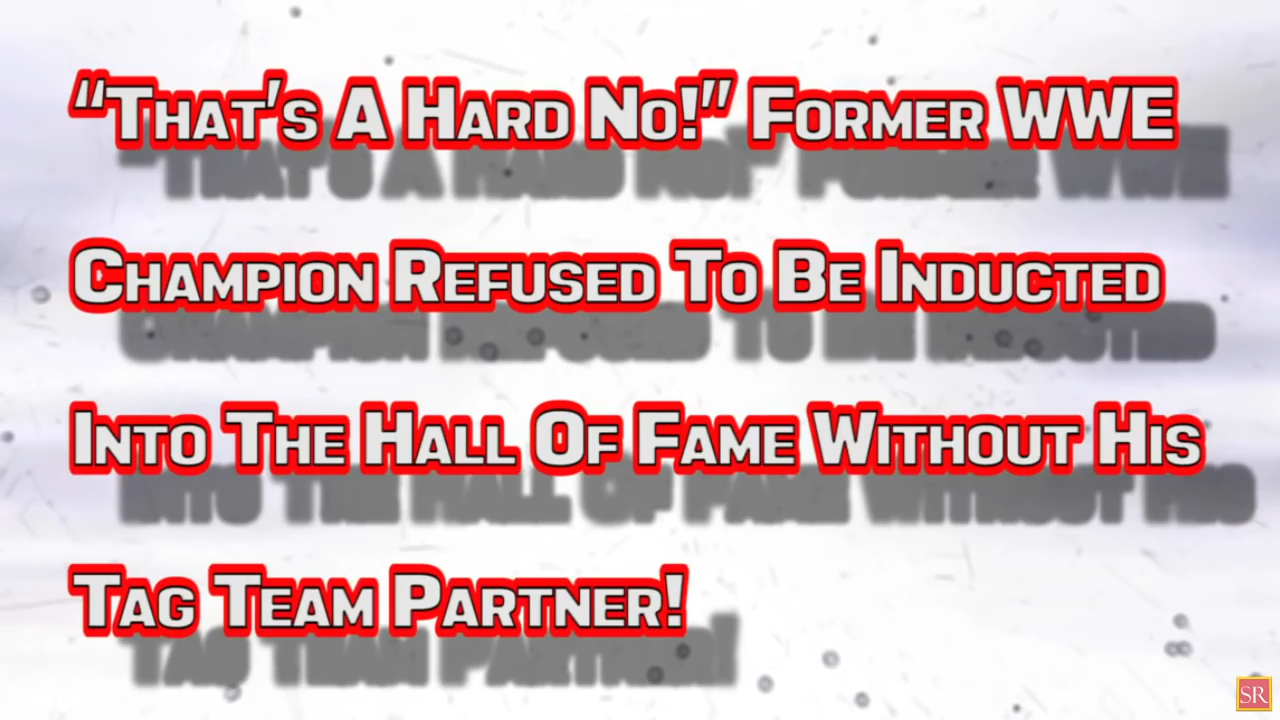 “That’s A Hard No!” Former WWE
Champion Refused To Be Inducted
Into The Hall Of Fame Without His
Tag Team Partner!
SR